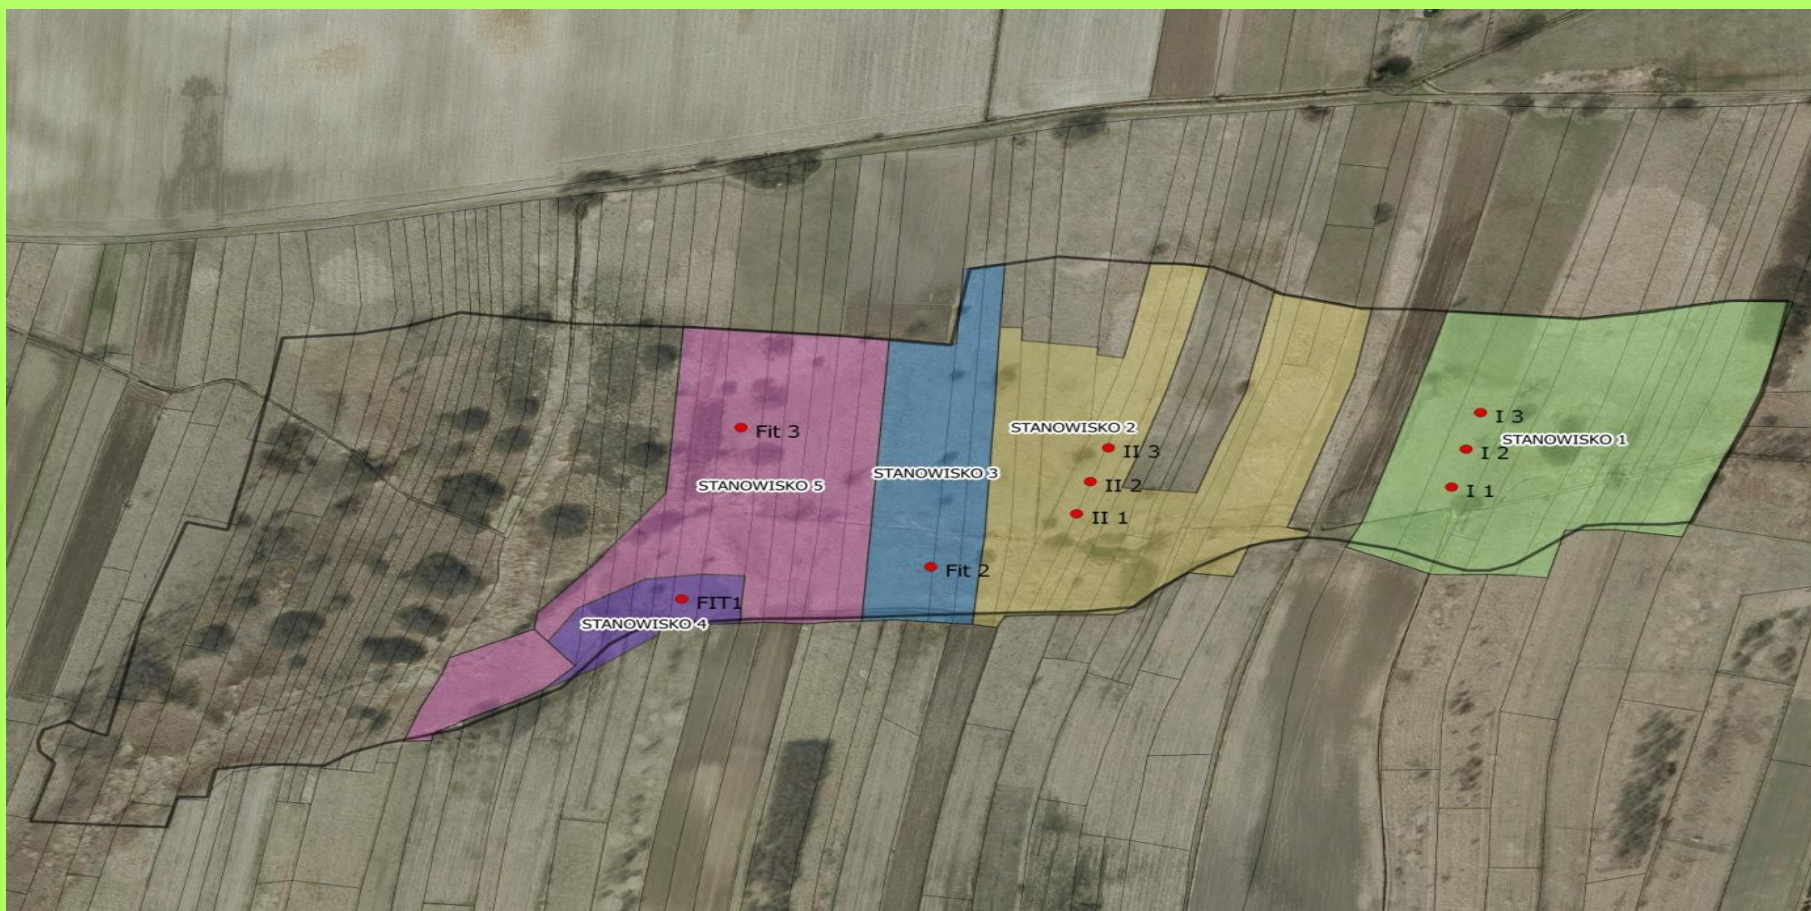 I 3
STANOWISKO 1
I 2
I 1
STANOWISKO 2
II 3
II 2
II 1
STANOWISKO 3
Fit 2
Fit 3
STANOWISKO 5
FIT1
STANOWISKO 4